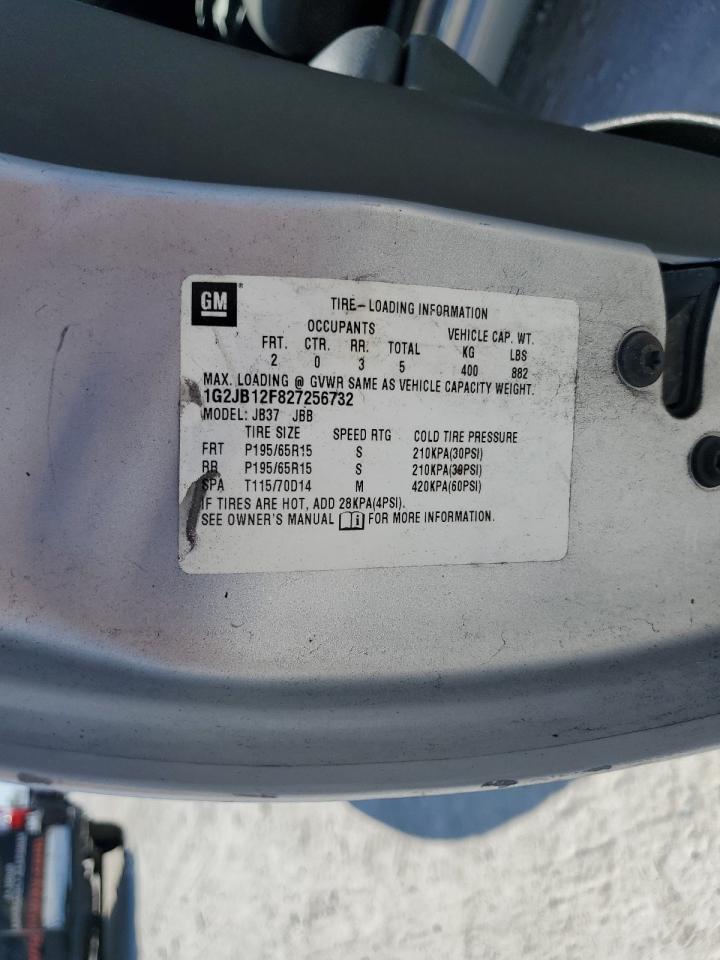 GM
TIRE-LOADING INFORMATION
OCCUPANTS VEHICLE CAP. WT.
FRT. CTR. RR. TOTAL KG LBS
2 0 3 5 400 882
MAX. LOADING @ GVWR SAME AS VEHICLE CAPACITY WEIGHT.
1G2JB12F827256732
MODEL: JB37 JBB
TIRE SIZE SPEED RTG COLD TIRE PRESSURE
FRT P195/65R15 S 210KPA(30PSI)
RR P195/65R15 S 210KPA(30PSI)
SPA T115/70D14 M 420KPA(60PSI)
IF TIRES ARE HOT, ADD 28KPA(4PSI).
SEE OWNER'S MANUAL FOR MORE INFORMATION.